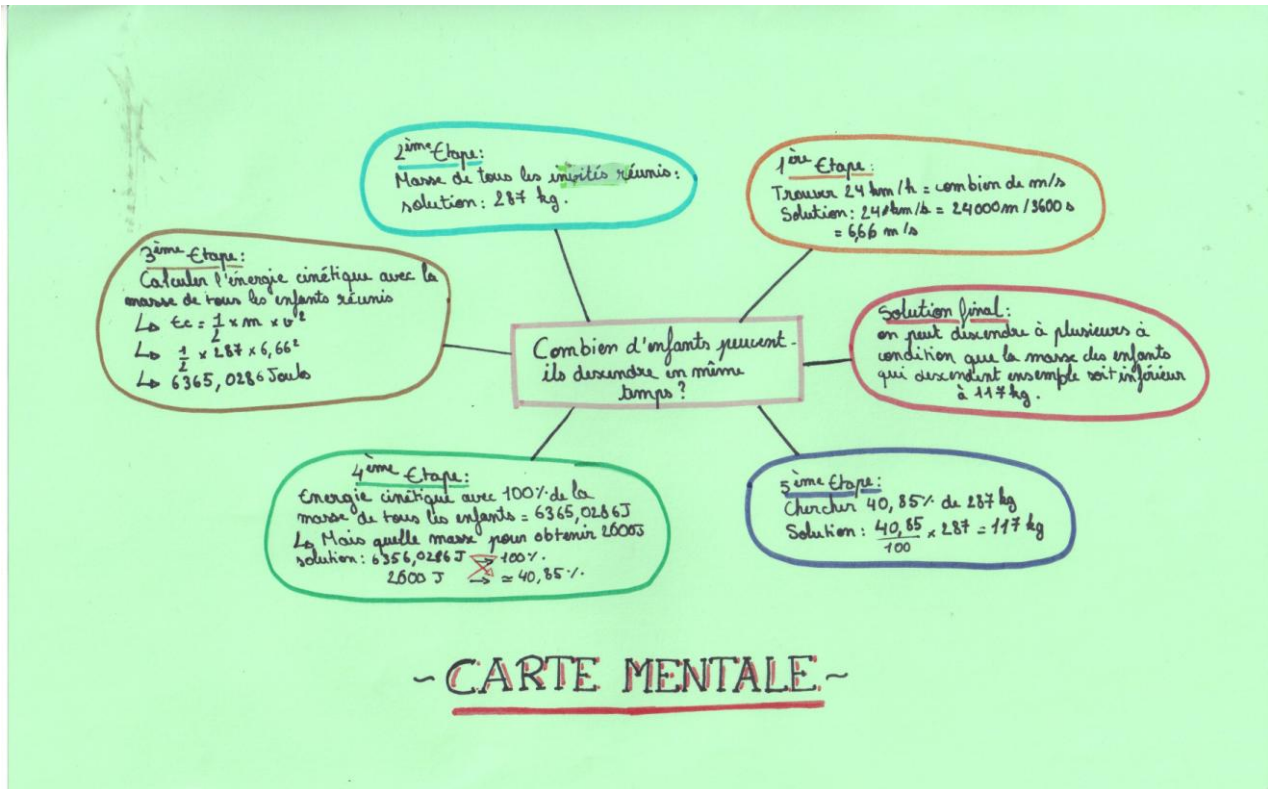 2ème Etape:
Masse de tous les invités réunis:
solution: 287 kg.
1ère Etape:
Trouver 24 km/h = combien de m/s
Solution: 24 km/h = 24000m/3600 s
= 6,66 m/s
3ème Etape:
Calculer l'énergie cinétique avec la
masse de tous les enfants réunis
↳ Ec = 1/2 x m x v²
↳ 1/2 x 287 x 6,66²
↳ 6365,0286 Joules
Combien d'enfants peuvent-
ils descendre en même
temps?
Solution final:
on peut descendre à plusieurs à
condition que la masse des enfants
qui descendent ensemble soit inférieur
à 117 kg.
4ème Etape:
Energie cinétique avec 100% de la
masse de tous les enfants = 6365,0286J
↳ Mais quelle masse pour obtenir 2600J
solution: 6356,0286J → 100%.
2600 J → ≃ 40,85%.
5ème Etape:
Chercher 40,85% de 287 kg
Solution: 40,85/100 x 287 = 117 kg
~ CARTE MENTALE ~